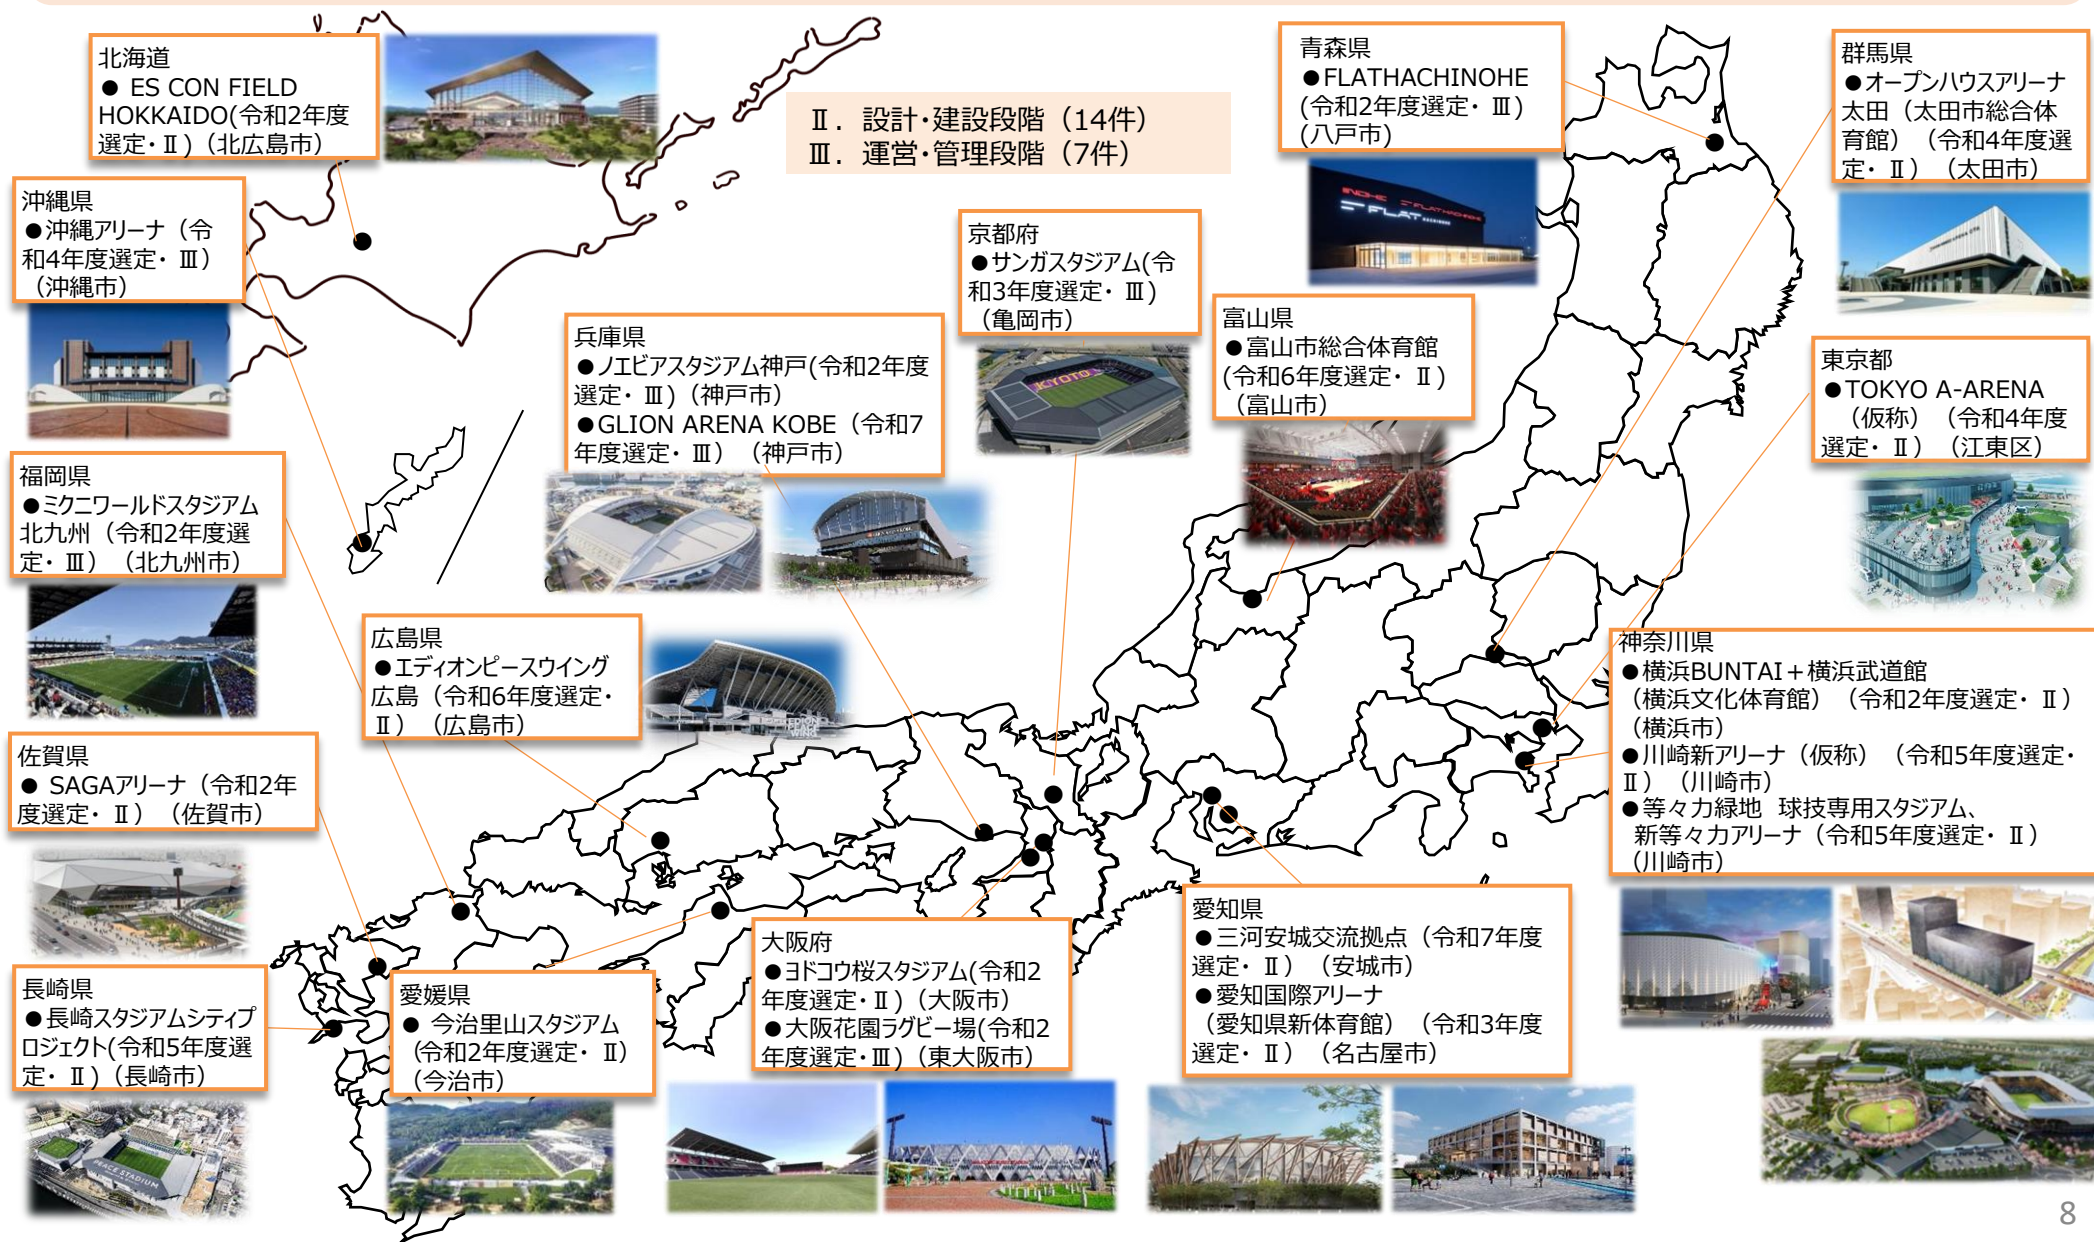 北海道
● ES CON FIELD
HOKKAIDO(令和2年度
選定・Ⅱ)（北広島市）
Ⅱ．設計・建設段階（14件）
Ⅲ．運営・管理段階（7件）
青森県
●FLATHACHINOHE
(令和2年度選定・Ⅲ)
(八戸市)
群馬県
●オープンハウスアリーナ
太田（太田市総合体
育館）（令和4年度選
定・Ⅱ）（太田市）
沖縄県
●沖縄アリーナ（令
和4年度選定・Ⅲ）
（沖縄市）
京都府
●サンガスタジアム(令
和3年度選定・Ⅲ)
（亀岡市）
KYOTO
FLAT HACHINOHE
富山県
●富山市総合体育館
(令和6年度選定・Ⅱ)
（富山市）
兵庫県
●ノエビアスタジアム神戸(令和2年度
選定・Ⅲ)（神戸市）
●GLION ARENA KOBE（令和7
年度選定・Ⅲ）（神戸市）
東京都
●TOKYO A-ARENA
（仮称）（令和4年度
選定・Ⅱ）（江東区）
福岡県
●ミクニワールドスタジアム
北九州（令和2年度選
定・Ⅲ）（北九州市）
広島県
●エディオンピースウイング
広島（令和6年度選定・
Ⅱ）（広島市）
EDION
PEACE
WING
神奈川県
●横浜BUNTAI＋横浜武道館
（横浜文化体育館）（令和2年度選定・Ⅱ）
（横浜市）
●川崎新アリーナ（仮称）（令和5年度選定・
Ⅱ）（川崎市）
●等々力緑地 球技専用スタジアム、
新等々力アリーナ（令和5年度選定・Ⅱ）
（川崎市）
佐賀県
● SAGAアリーナ（令和2年
度選定・Ⅱ）（佐賀市）
長崎県
●長崎スタジアムシティプ
ロジェクト(令和5年度選
定・Ⅱ)（長崎市）
PEACE STADIUM
愛媛県
● 今治里山スタジアム
（令和2年度選定・Ⅱ）
（今治市）
大阪府
●ヨドコウ桜スタジアム(令和2
年度選定・Ⅱ)（大阪市）
●大阪花園ラグビー場(令和2
年度選定・Ⅲ)（東大阪市）
愛知県
●三河安城交流拠点（令和7年度
選定・Ⅱ）（安城市）
●愛知国際アリーナ
（愛知県新体育館）（令和3年度
選定・Ⅱ）（名古屋市）
8